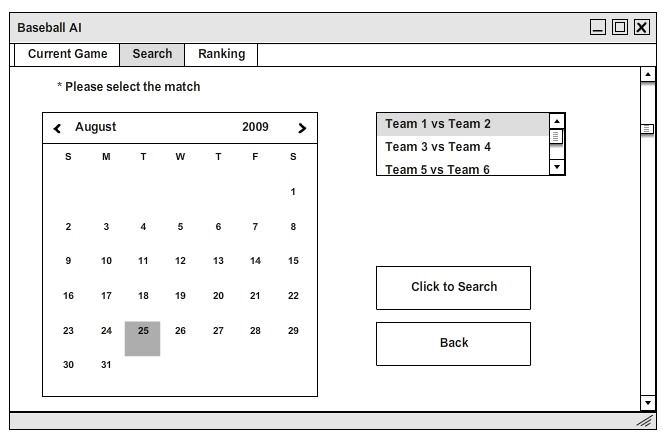 Baseball AI
Current Game Search Ranking
* Please select the match
August 2009
S M T W T F S
1
2 3 4 5 6 7 8
9 10 11 12 13 14 15
16 17 18 19 20 21 22
23 24 25 26 27 28 29
30 31
Team 1 vs Team 2
Team 3 vs Team 4
Team 5 vs Team 6
Click to Search
Back